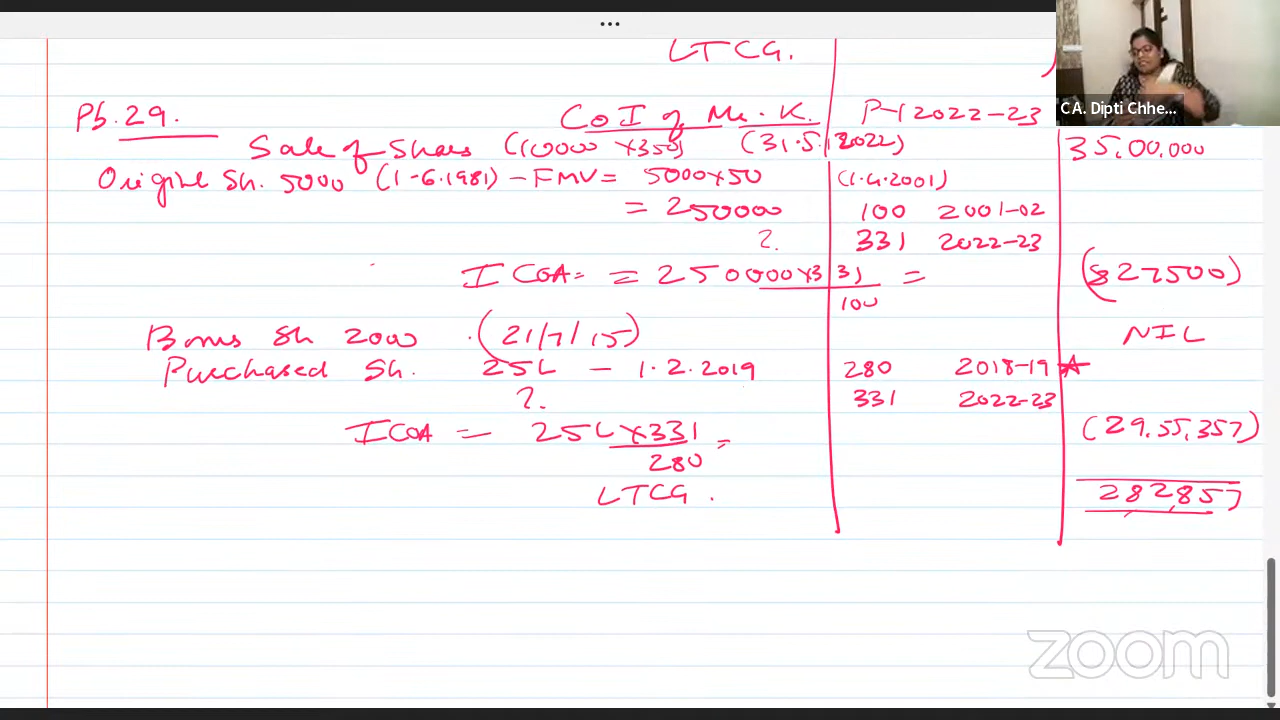 ...
LTCG.
C A. Dipti Chhe...
Pb. 29. CoI of Mr. K. P-Y 2022-23
Sale of Shares (10000 x 350) (31.5.2022) 35,00,000
Original Sh. 5000 (1-6.1981) - FMV = 5000x50 (1.4.2001)
= 250000 100 2001-02
?. 331 2022-23
ICOA = = 250000x331 = (827500)
100
Bonus Sh 2000 (21/7/15) NIL
Purchased Sh. 25L - 1.2.2019 280 2018-19
?. 331 2022-23
ICOA = 25L x 331 = (29,55,357)
280
LTCG. 282,857
zoom